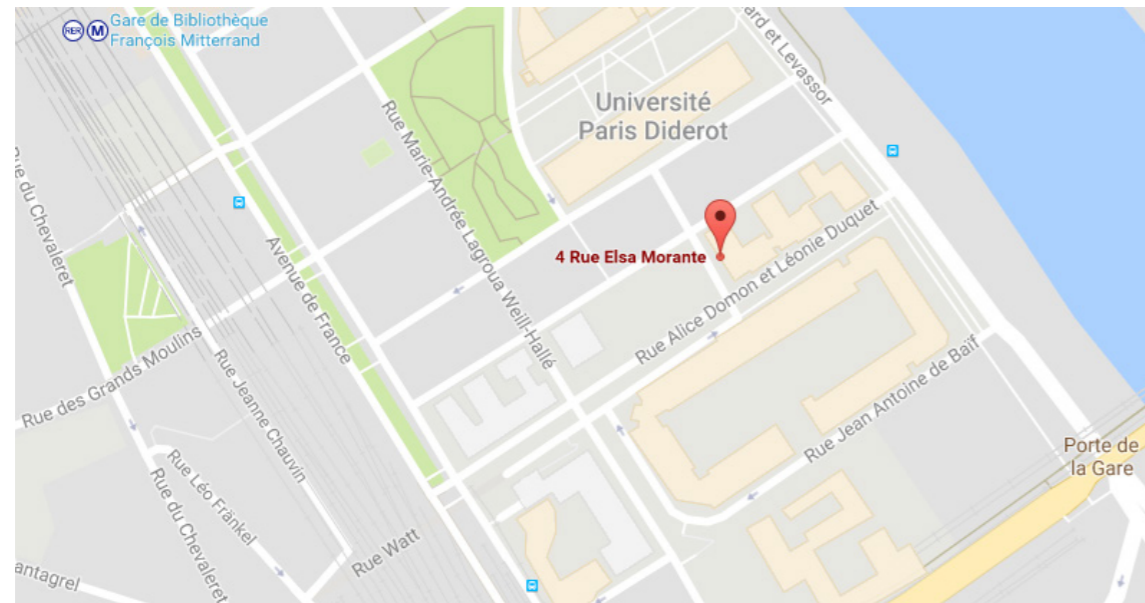 RER M Gare de Bibliothèque
François Mitterrand
ard et Levassor
Université
Paris Diderot
Rue Marie-Andrée Lagroua Weill-Hallé
Rue du Chevaleret
4 Rue Elsa Morante
Rue Alice Domon et Léonie Duquet
Avenue de France
Rue des Grands Moulins
Rue Jeanne Chauvin
Rue Jean Antoine de Baïf
Porte de
la Gare
Rue Léo Fränkel
Rue du Chevaleret
Rue Watt
antagrel